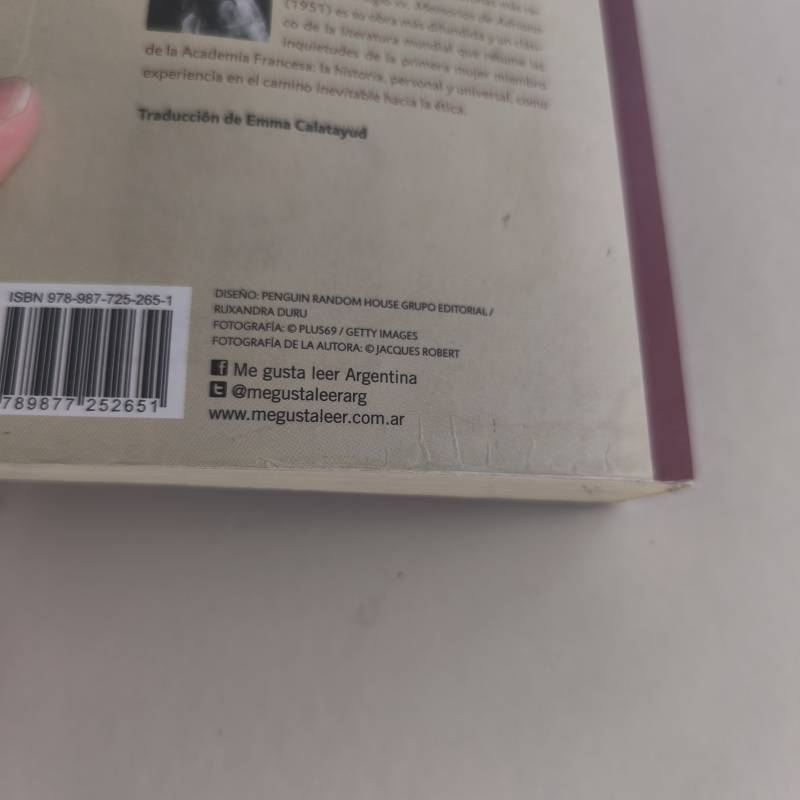 (1951) es su obra más difundida y un clási-
co de la literatura mundial que retoma las
inquietudes de la primera mujer miembro
de la Academia Francesa: la historia, personal y universal, como
experiencia en el camino inevitable hacia la ética.
Traducción de Emma Calatayud
ISBN 978-987-725-265-1
789877 252651
DISEÑO: PENGUIN RANDOM HOUSE GRUPO EDITORIAL /
RUXANDRA DURU
FOTOGRAFÍA: © PLUS69 / GETTY IMAGES
FOTOGRAFÍA DE LA AUTORA: © JACQUES ROBERT
Me gusta leer Argentina
@megustaleerarg
www.megustaleer.com.ar